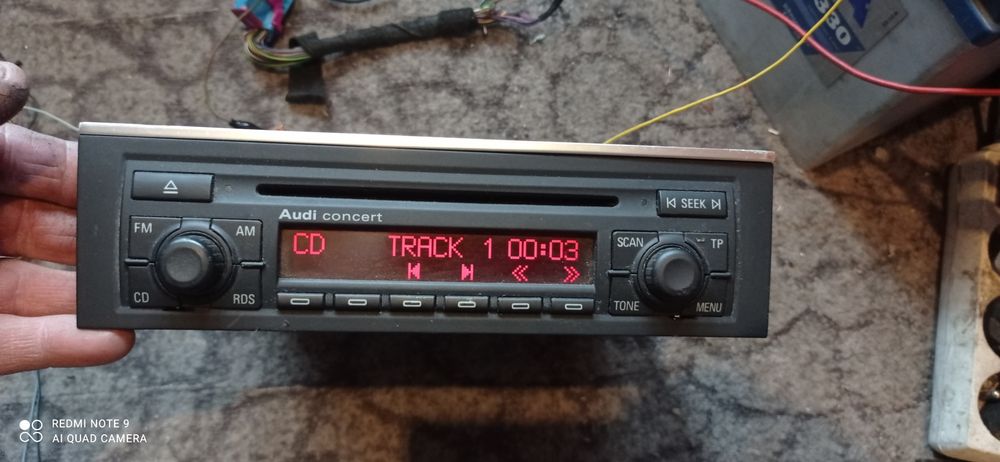 330
SEEK
Audi concert
FM
AM
CD
RDS
CD TRACK 1 00:03
SCAN
TP
TONE
MENU
REDMI NOTE 9
AI QUAD CAMERA